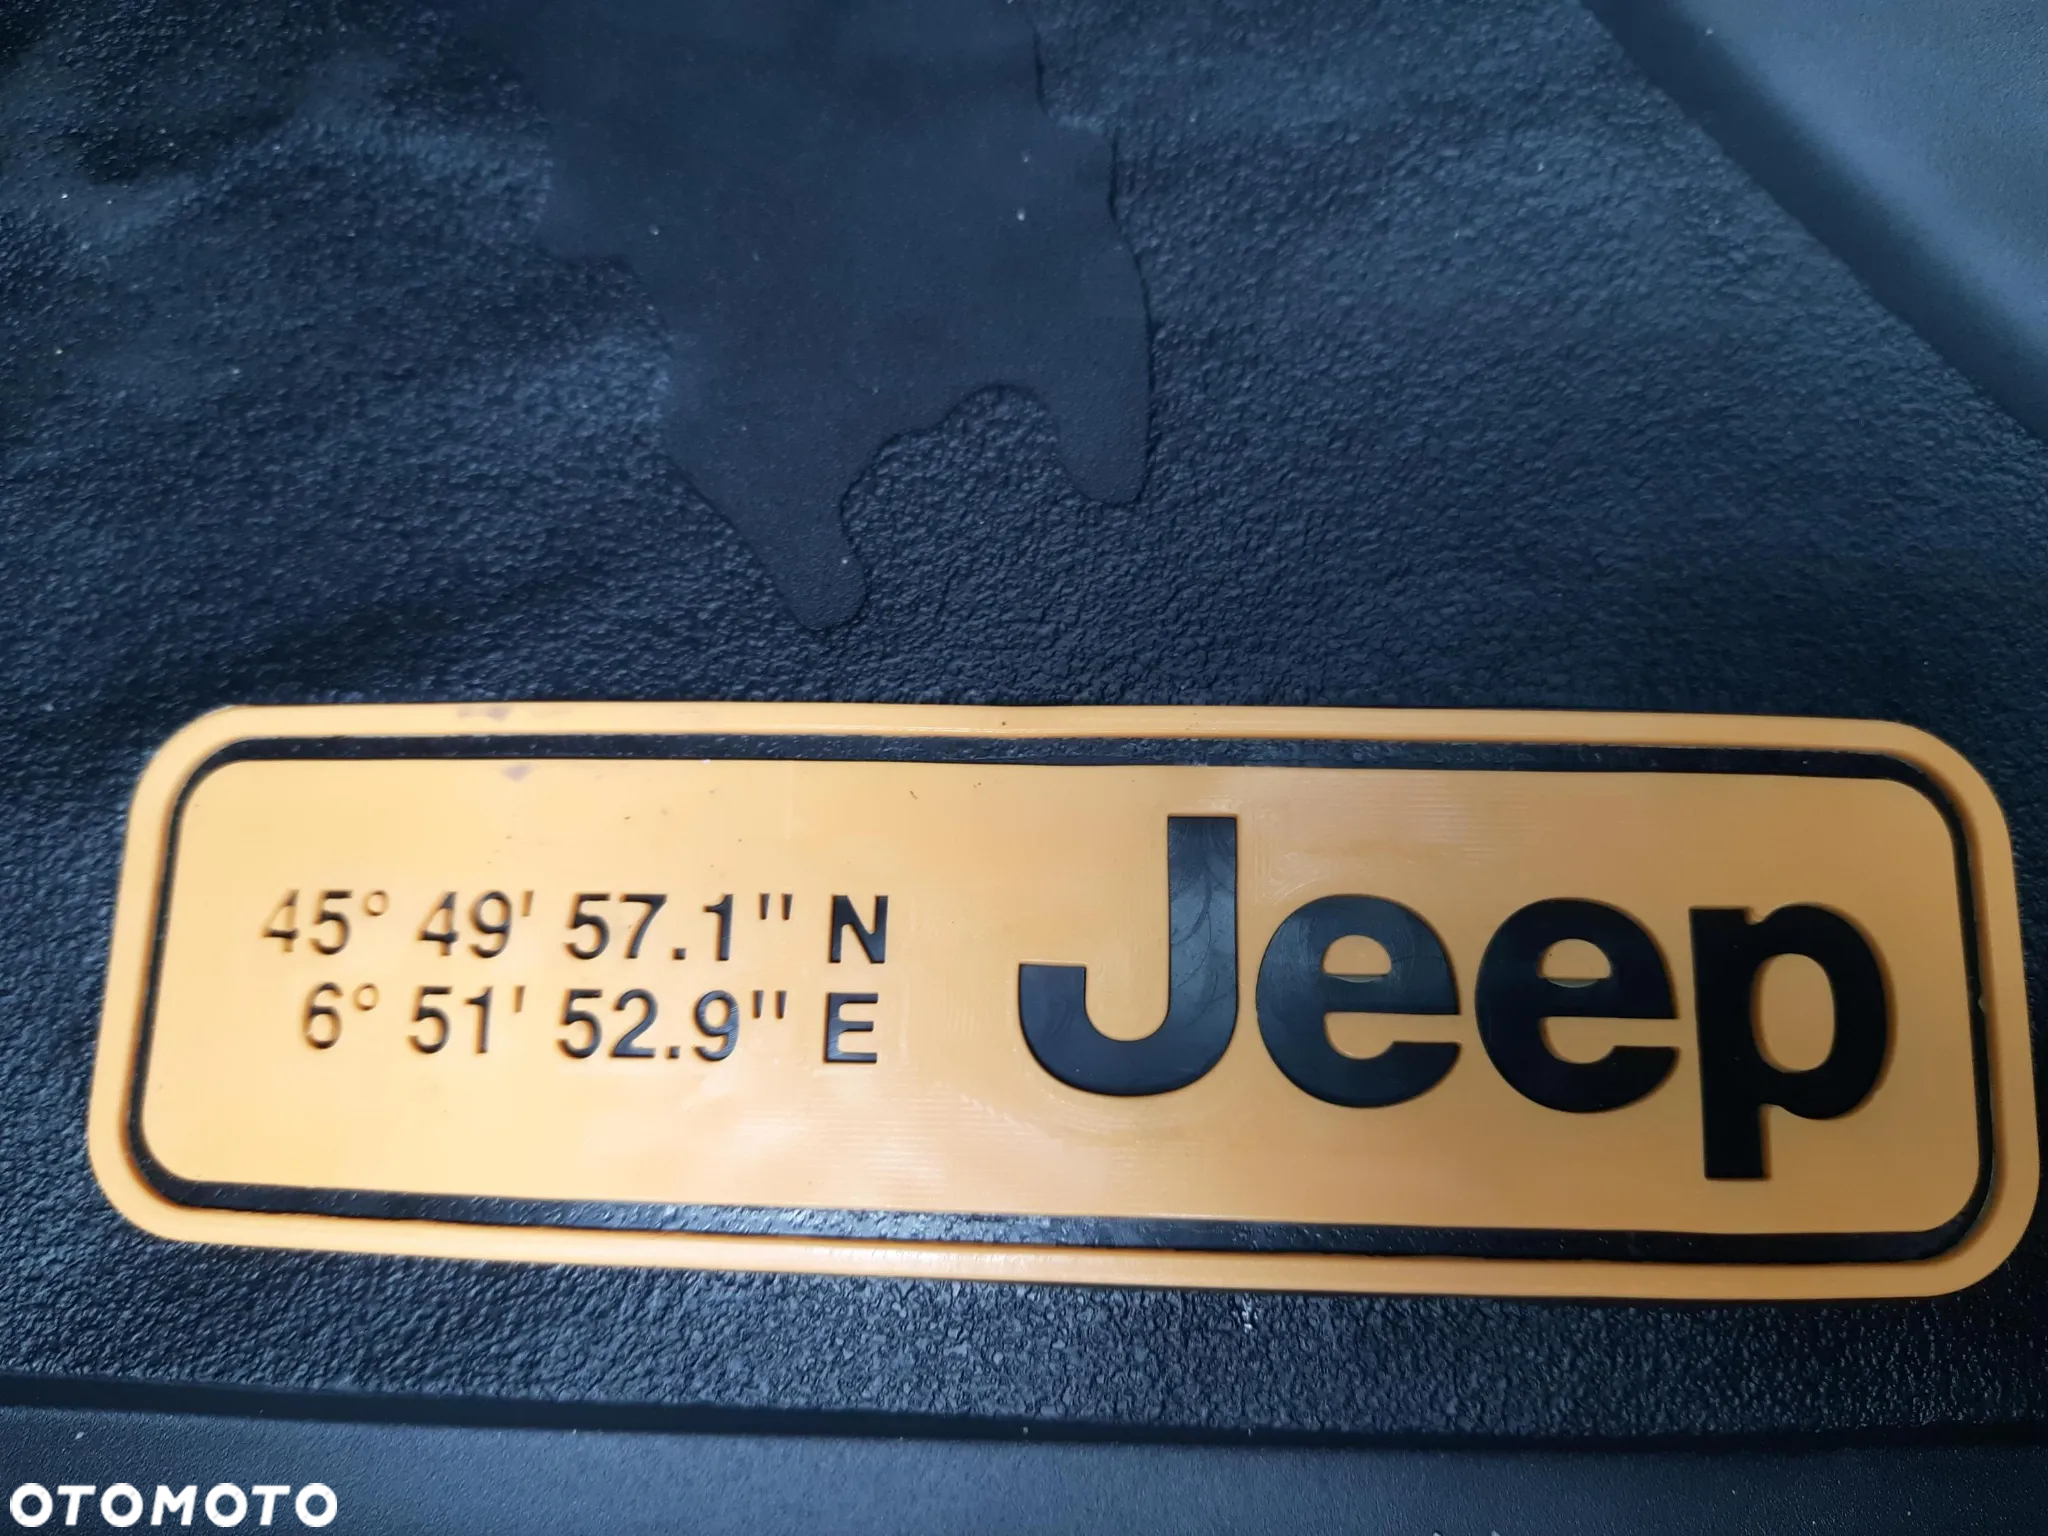 45° 49' 57.1" N
6° 51' 52.9" E
Jeep
OTOMOTO